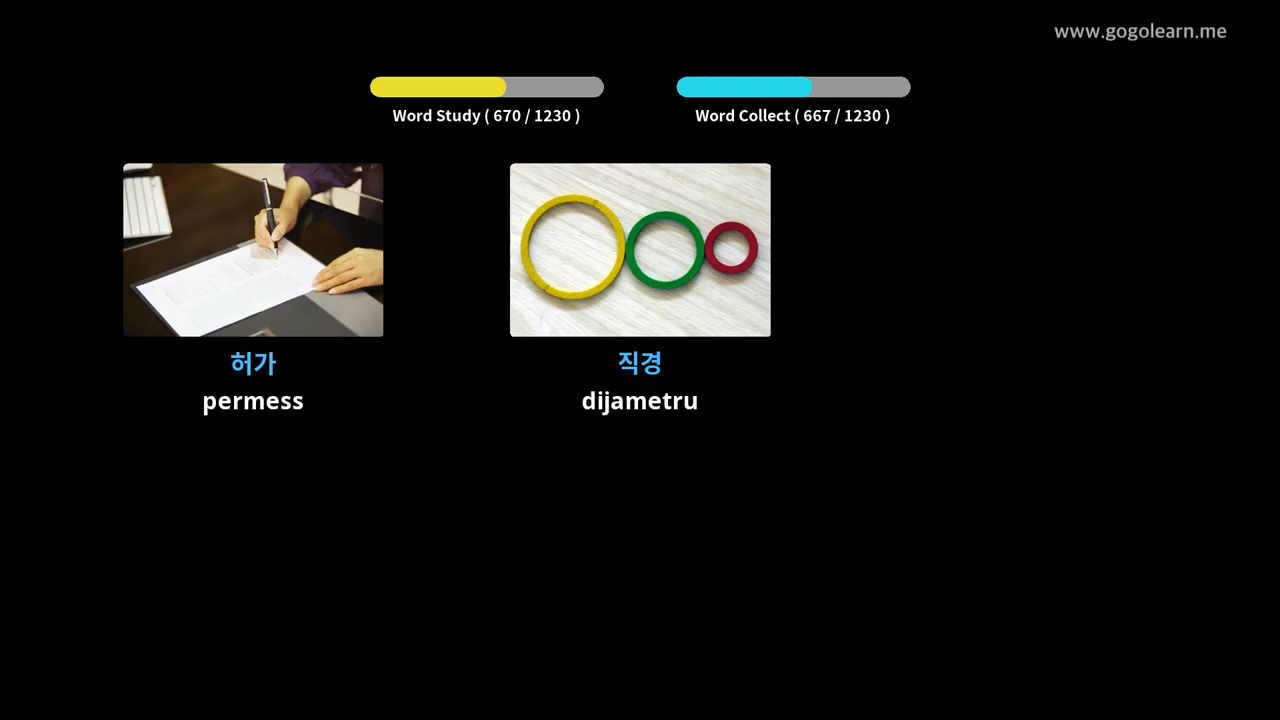 www.gogolearn.me
Word Study ( 670 / 1230 )
Word Collect ( 667 / 1230 )
허가
permess
직경
dijametru